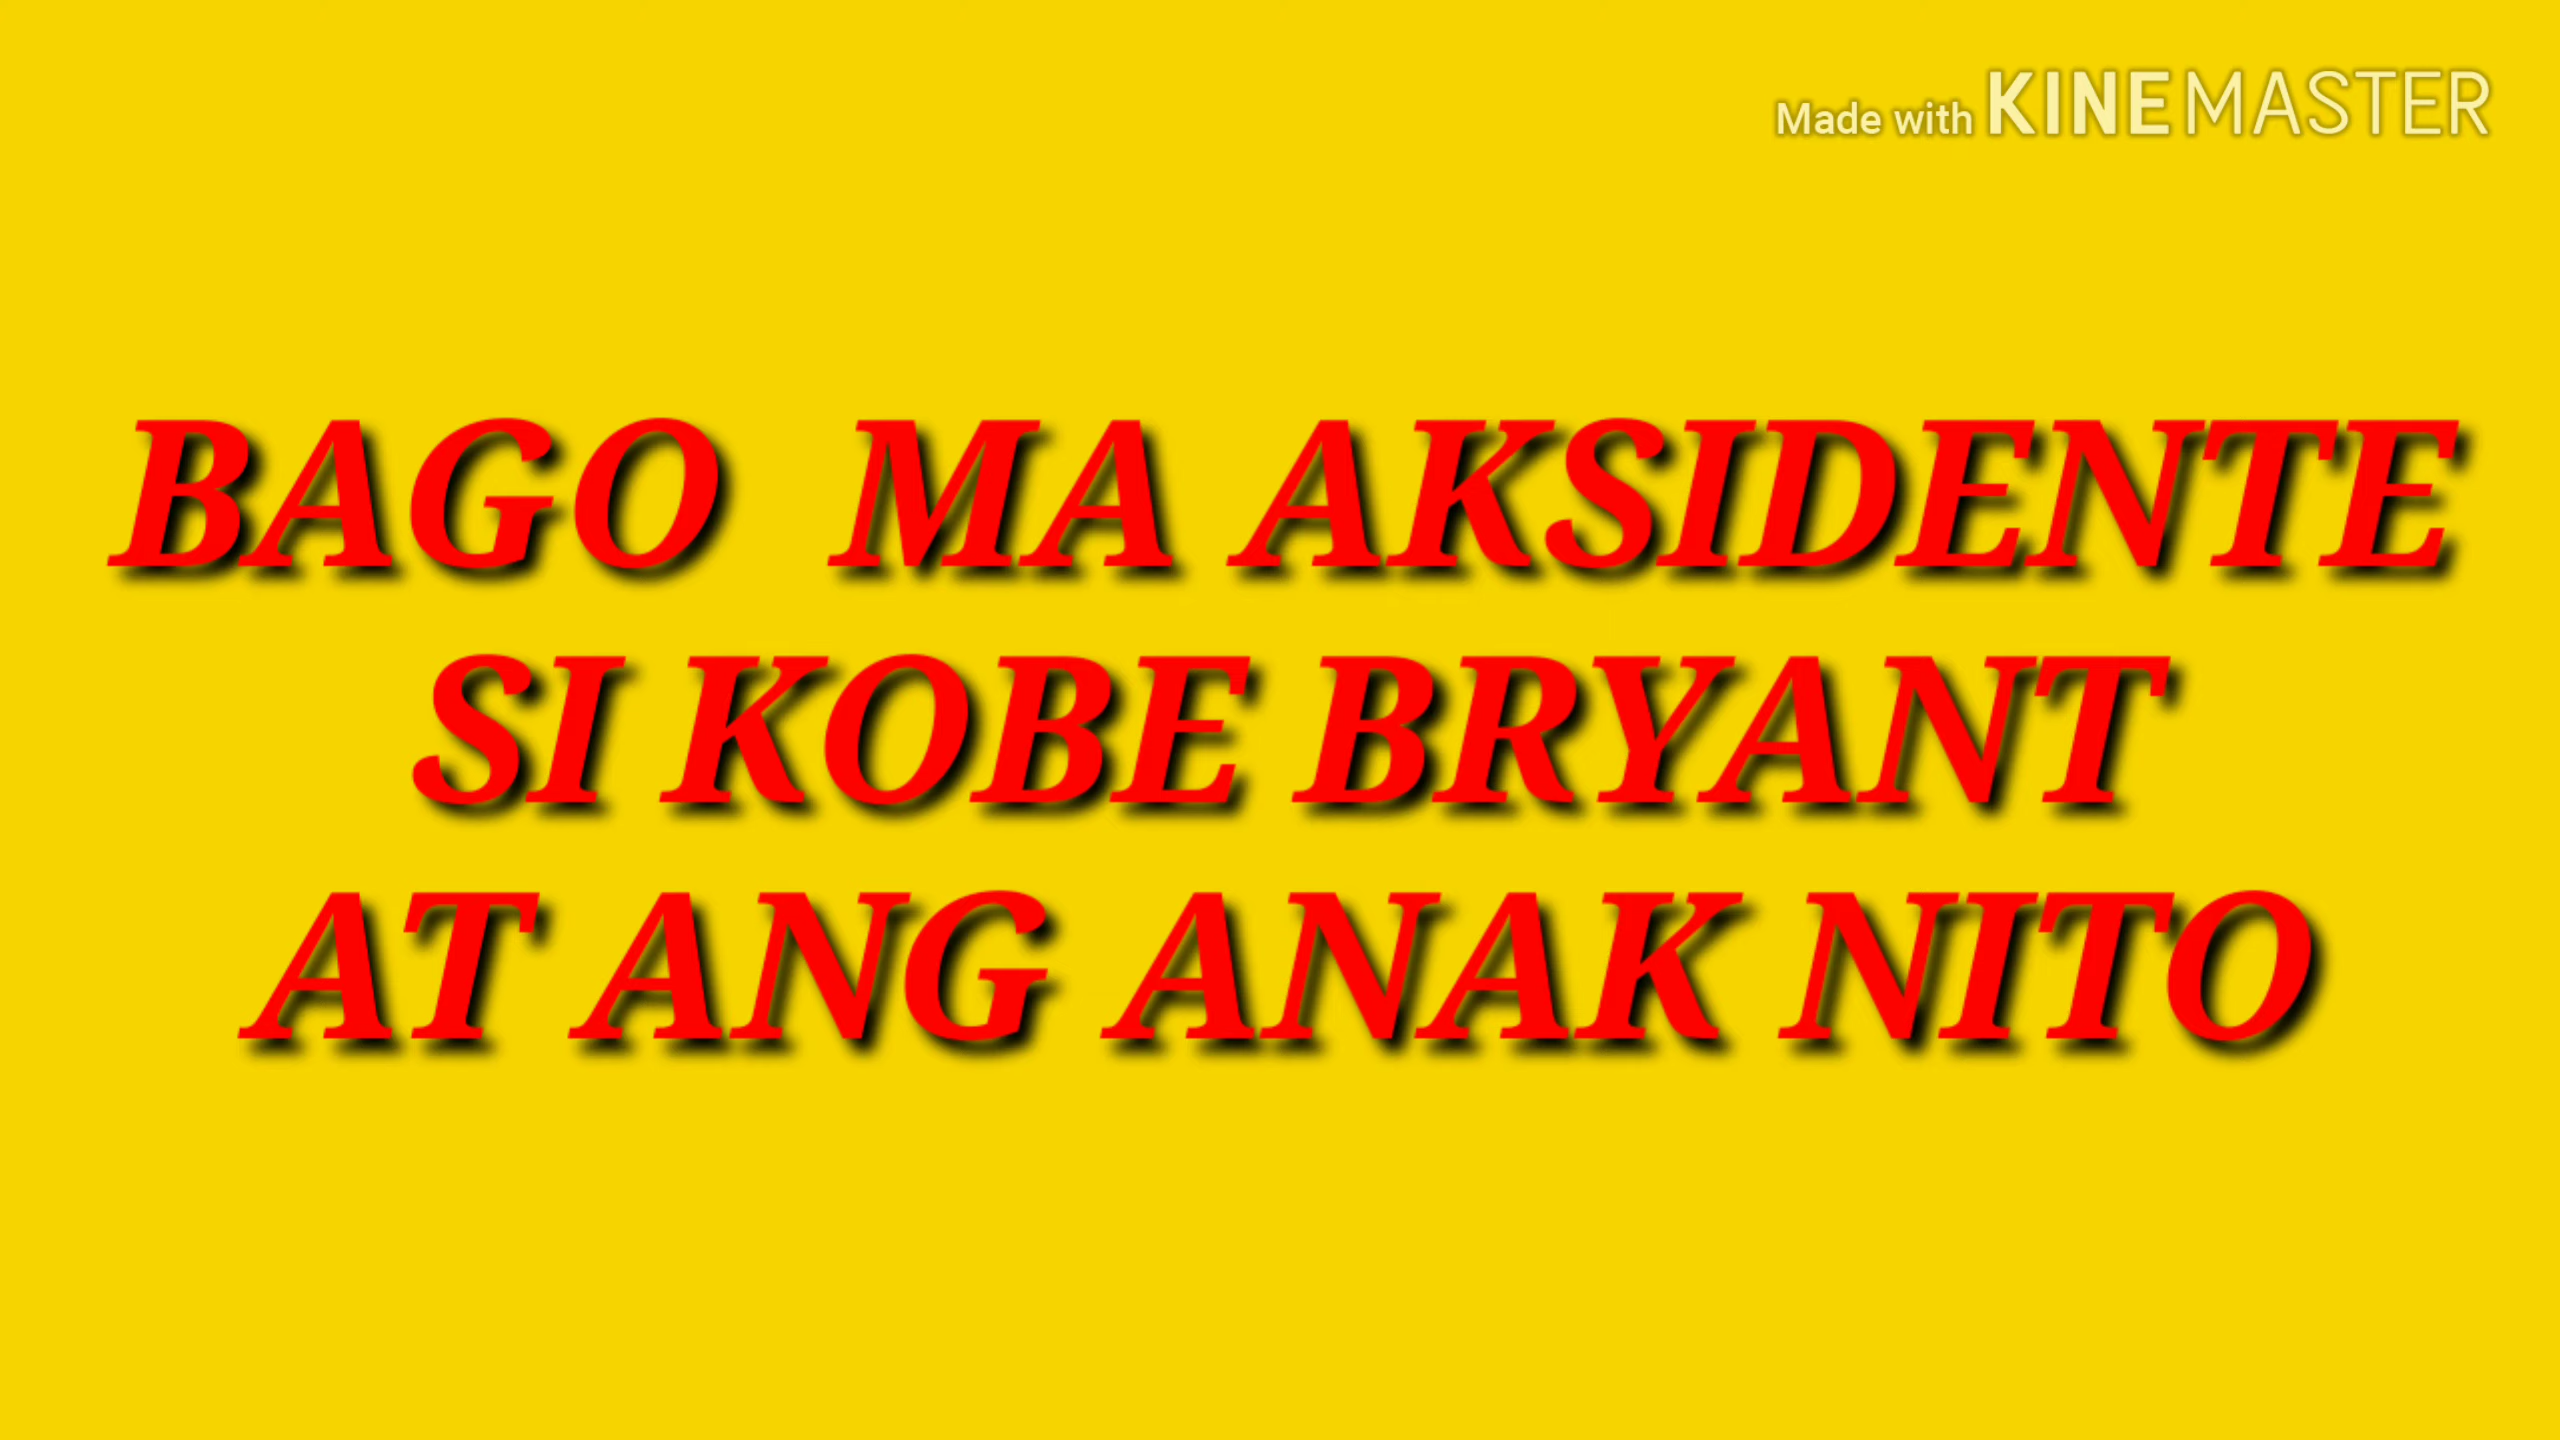 Made with KINEMASTER
BAGO MA AKSIDENTE
SI KOBE BRYANT
AT ANG ANAK NITO